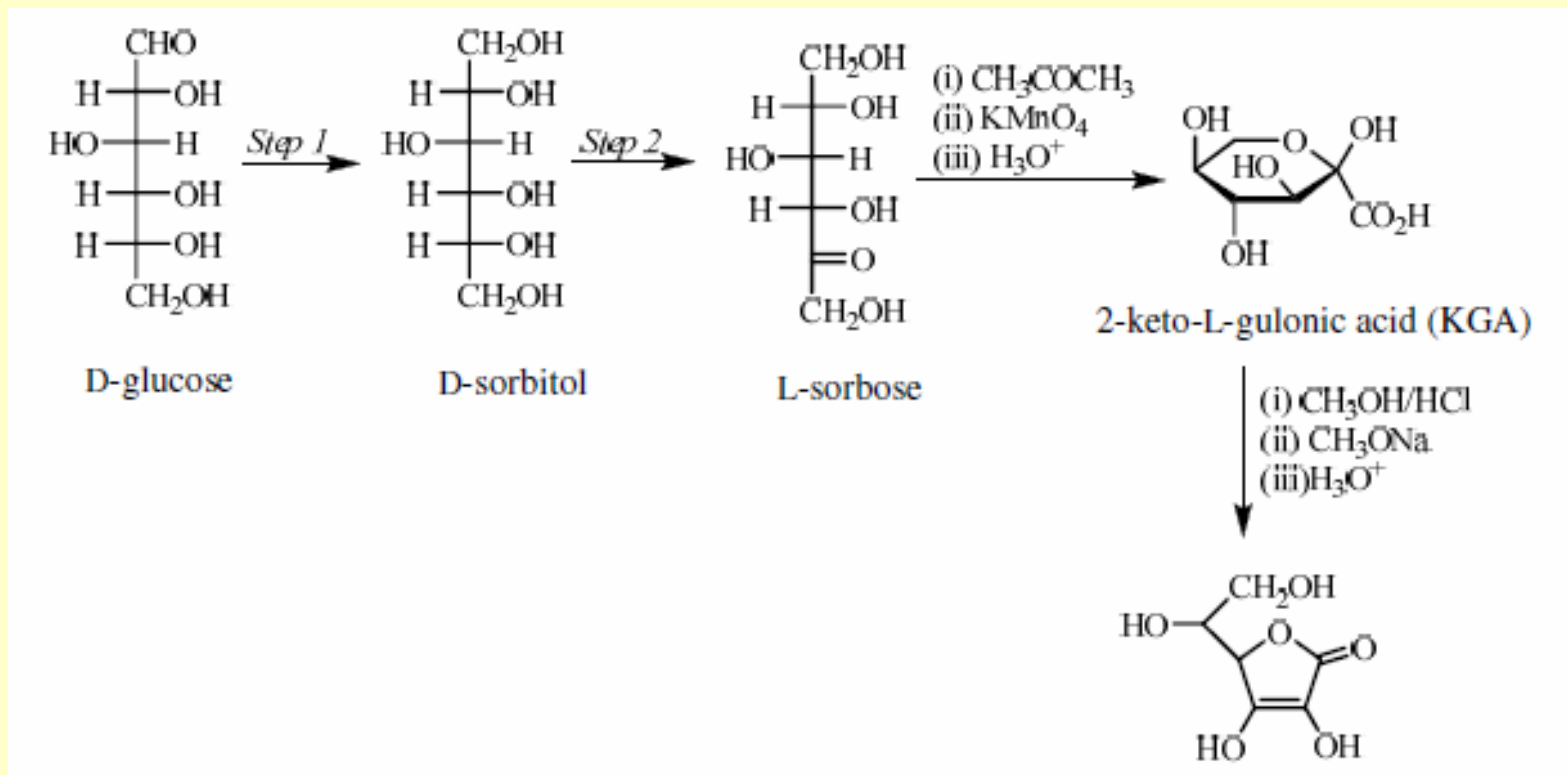 CHO
H OH
HO H
H OH
H OH
CH₂OH
D-glucose
Step 1
CH₂OH
H OH
HO H
H OH
H OH
CH₂OH
D-sorbitol
Step 2
CH₂OH
H OH
HO H
H OH
O
CH₂OH
L-sorbose
(i) CH₃COCH₃
(ii) KMnO₄
(iii) H₃O⁺
OH O OH
HO
CO₂H
OH
2-keto-L-gulonic acid (KGA)
(i) CH₃OH/HCl
(ii) CH₃ONa
(iii)H₃O⁺
CH₂OH
HO
O O
HO OH